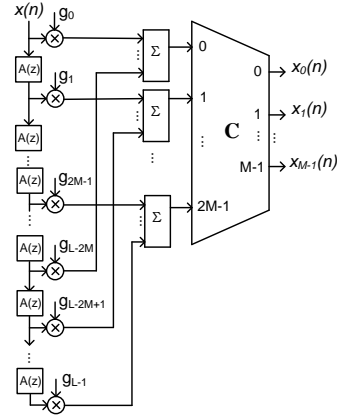 x(n)
g0
A(z)
g1
A(z)
A(z)
g2M-1
A(z)
gL-2M
A(z)
gL-2M+1
A(z)
gL-1
Σ
Σ
Σ
0
1
2M-1
C
0
1
M-1
x0(n)
x1(n)
xM-1(n)